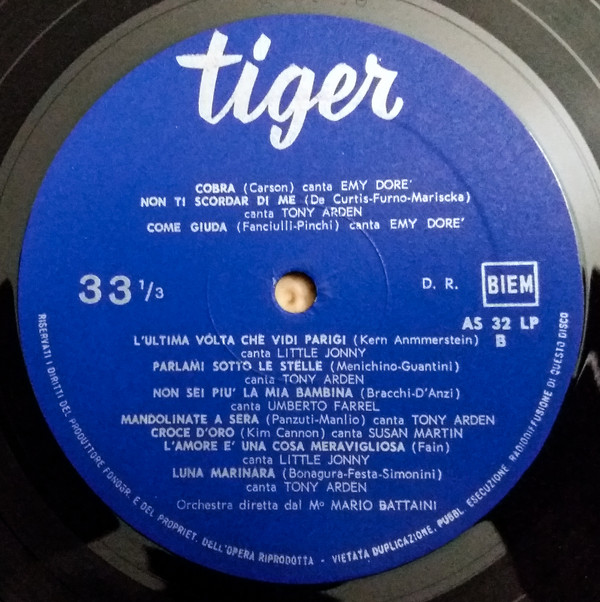 tiger
COBRA (Carson) canta EMY DORE'
NON TI SCORDAR DI ME (De Curtis-Furno-Mariscka)
canta TONY ARDEN
COME GIUDA (Fanciulli-Pinchi) canta EMY DORE'
33 1/3
D. R. BIEM
AS 32 LP
B
L'ULTIMA VÓLTA CHE VIDI PARIGI (Kern Anmmerstein)
canta LITTLE JONNY
PARLAMI SOTTO LE STELLE (Menichino-Guantini)
canta TONY ARDEN
NON SEI PIU' LA MIA BAMBINA (Bracchi-D'Anzi)
canta UMBERTO FARREL
MANDOLINATE A SERA (Panzuti-Manlio) canta TONY ARDEN
CROCE D'ORO (Kim Cannon) canta SUSAN MARTIN
L'AMORE E' UNA COSA MERAVIGLIOSA (Fain)
canta LITTLE JONNY
LUNA MARINARA (Bonagura-Festa-Simonini)
canta TONY ARDEN
Orchestra diretta dal Mº MARIO BATTAINI
RISERVATI I DIRITTI DEL PRODUTTORE FONOGR. E DEL PROPRIET. DELL'OPERA RIPRODOTTA - VIETATA DUPLICAZIONE, PUBBL. ESECUZIONE RADIODIFFUSIONE DI QUESTO DISCO